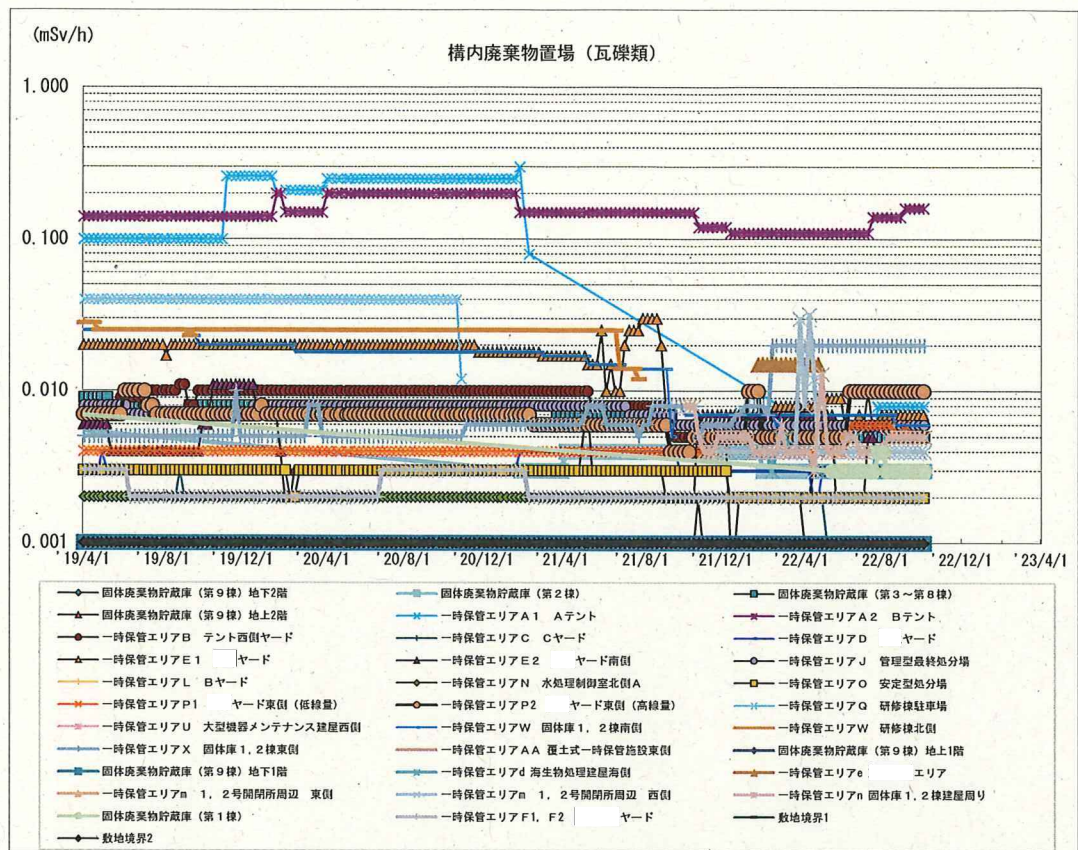 (mSv/h)
構内廃棄物置場（瓦礫類）
1.000
0.100
0.010
0.001
'19/4/1 '19/8/1 '19/12/1 '20/4/1 '20/8/1 '20/12/1 '21/4/1 '21/8/1 '21/12/1 '22/4/1 '22/8/1 '22/12/1 '23/4/1
固体廃棄物貯蔵庫（第９棟）地下2階 固体廃棄物貯蔵庫（第２棟） 固体廃棄物貯蔵庫（第３～第８棟）
固体廃棄物貯蔵庫（第９棟）地上2階 一時保管エリアＡ１　Ａテント 一時保管エリアＡ２　Ｂテント
一時保管エリアＢ　テント西側ヤード 一時保管エリアＣ　Ｃヤード 一時保管エリアＤ　ヤード
一時保管エリアＥ１　ヤード 一時保管エリアＥ２　ヤード南側 一時保管エリアＪ　管理型最終処分場
一時保管エリアＬ　Ｂヤード 一時保管エリアＮ　水処理制御室北側Ａ 一時保管エリアＯ　安定型処分場
一時保管エリアＰ１　ヤード東側（低線量） 一時保管エリアＰ２　ヤード東側（高線量） 一時保管エリアＱ　研修棟駐車場
一時保管エリアＵ　大型機器メンテナンス建屋西側 一時保管エリアＷ　固体庫１,２棟南側 一時保管エリアＷ　研修棟北側
一時保管エリアＸ　固体庫１,２棟東側 一時保管エリアＡＡ 覆土式一時保管施設東側 固体廃棄物貯蔵庫（第９棟）地上1階
固体廃棄物貯蔵庫（第９棟）地下1階 一時保管エリアｄ 海生物処理建屋海側 一時保管エリアｅ　エリア
一時保管エリアｍ　１，２号開閉所周辺　東側 一時保管エリアｍ　１，２号開閉所周辺　西側 一時保管エリアｎ 固体庫１,２棟建屋周り
固体廃棄物貯蔵庫（第１棟） 一時保管エリアＦ１，Ｆ２　ヤード 敷地境界1
敷地境界2